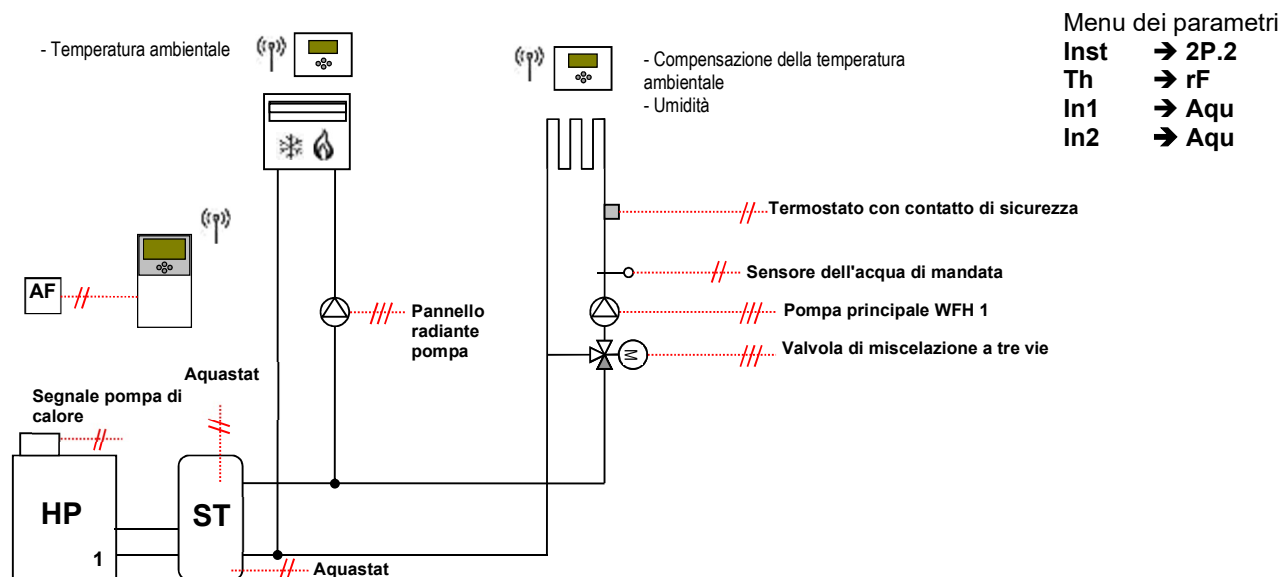 Menu dei parametri
Inst → 2P.2
Th → rF
In1 → Aqu
In2 → Aqu
- Temperatura ambientale
- Compensazione della temperatura
ambientale
- Umidità
Termostato con contatto di sicurezza
Sensore dell'acqua di mandata
AF
Pannello
radiante
pompa
Pompa principale WFH 1
M
Valvola di miscelazione a tre vie
Aquastat
Segnale pompa di
calore
HP
1
ST
Aquastat